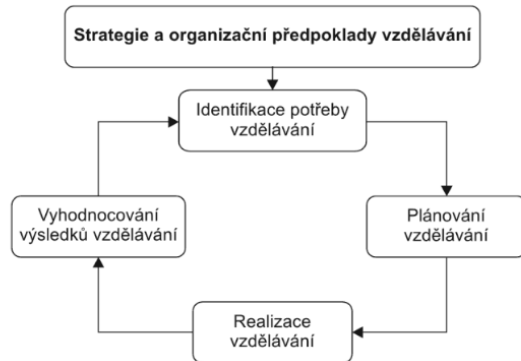 Strategie a organizační předpoklady vzdělávání
Identifikace potřeby
vzdělávání
Vyhodnocování
výsledků vzdělávání
Plánování
vzdělávání
Realizace
vzdělávání